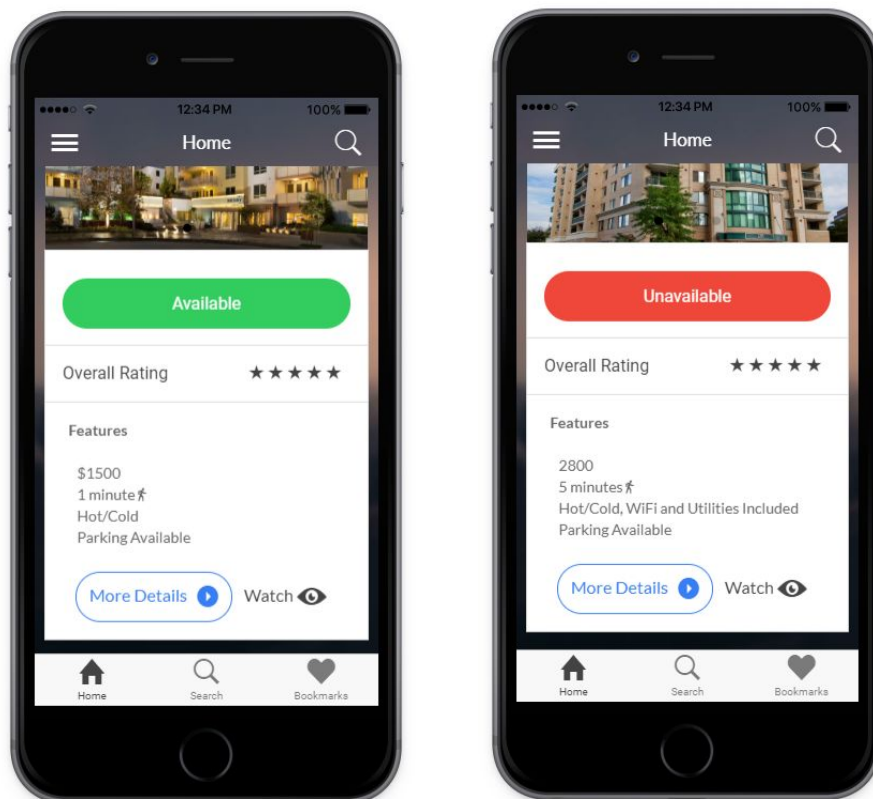 12:34 PM 100%
Home
Available
Overall Rating ★★★★★
Features
$1500
1 minute
Hot/Cold
Parking Available
More Details Watch
Home Search Bookmarks
12:34 PM 100%
Home
Unavailable
Overall Rating ★★★★★
Features
2800
5 minutes
Hot/Cold, WiFi and Utilities Included
Parking Available
More Details Watch
Home Search Bookmarks